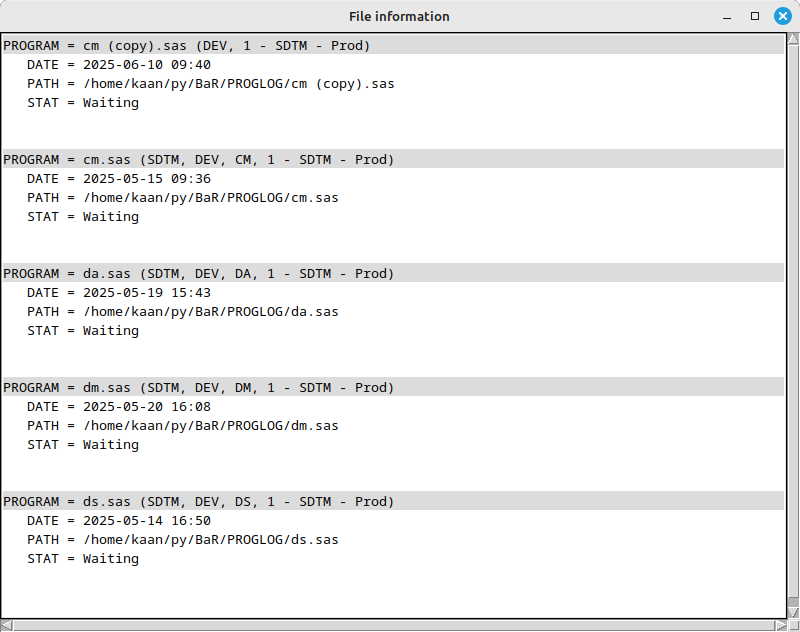 File information
PROGRAM = cm (copy).sas (DEV, 1 - SDTM - Prod)
DATE = 2025-06-10 09:40
PATH = /home/kaan/py/BaR/PROGLOG/cm (copy).sas
STAT = Waiting
PROGRAM = cm.sas (SDTM, DEV, CM, 1 - SDTM - Prod)
DATE = 2025-05-15 09:36
PATH = /home/kaan/py/BaR/PROGLOG/cm.sas
STAT = Waiting
PROGRAM = da.sas (SDTM, DEV, DA, 1 - SDTM - Prod)
DATE = 2025-05-19 15:43
PATH = /home/kaan/py/BaR/PROGLOG/da.sas
STAT = Waiting
PROGRAM = dm.sas (SDTM, DEV, DM, 1 - SDTM - Prod)
DATE = 2025-05-20 16:08
PATH = /home/kaan/py/BaR/PROGLOG/dm.sas
STAT = Waiting
PROGRAM = ds.sas (SDTM, DEV, DS, 1 - SDTM - Prod)
DATE = 2025-05-14 16:50
PATH = /home/kaan/py/BaR/PROGLOG/ds.sas
STAT = Waiting